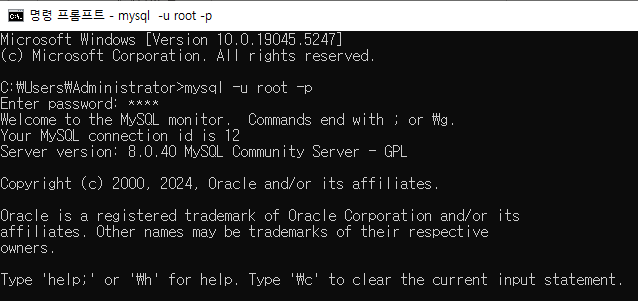 명령 프롬프트 - mysql -u root -p
Microsoft Windows [Version 10.0.19045.5247]
(c) Microsoft Corporation. All rights reserved.
C:₩Users₩Administrator>mysql -u root -p
Enter password: ****
Welcome to the MySQL monitor.  Commands end with ; or ₩g.
Your MySQL connection id is 12
Server version: 8.0.40 MySQL Community Server - GPL
Copyright (c) 2000, 2024, Oracle and/or its affiliates.
Oracle is a registered trademark of Oracle Corporation and/or its
affiliates. Other names may be trademarks of their respective
owners.
Type 'help;' or '₩h' for help. Type '₩c' to clear the current input statement.